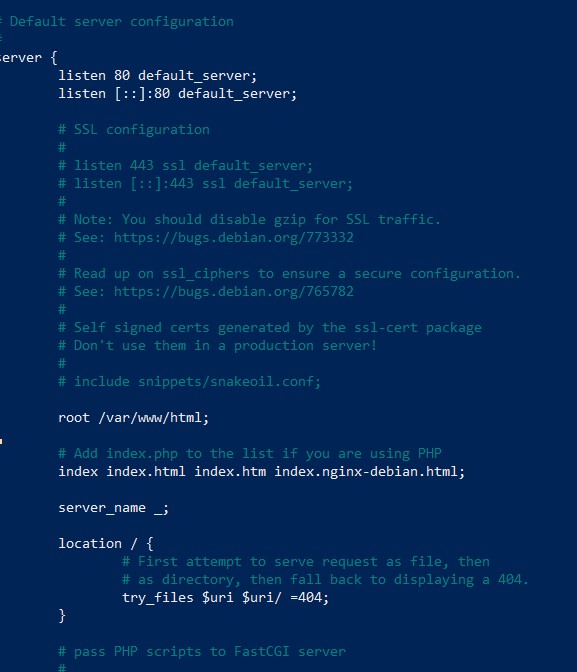 # Default server configuration
#
server {
listen 80 default_server;
listen [::]:80 default_server;
# SSL configuration
#
# listen 443 ssl default_server;
# listen [::]:443 ssl default_server;
#
# Note: You should disable gzip for SSL traffic.
# See: https://bugs.debian.org/773332
#
# Read up on ssl_ciphers to ensure a secure configuration.
# See: https://bugs.debian.org/765782
#
# Self signed certs generated by the ssl-cert package
# Don't use them in a production server!
#
# include snippets/snakeoil.conf;
root /var/www/html;
# Add index.php to the list if you are using PHP
index index.html index.htm index.nginx-debian.html;
server_name _;
location / {
# First attempt to serve request as file, then
# as directory, then fall back to displaying a 404.
try_files $uri $uri/ =404;
}
# pass PHP scripts to FastCGI server
#